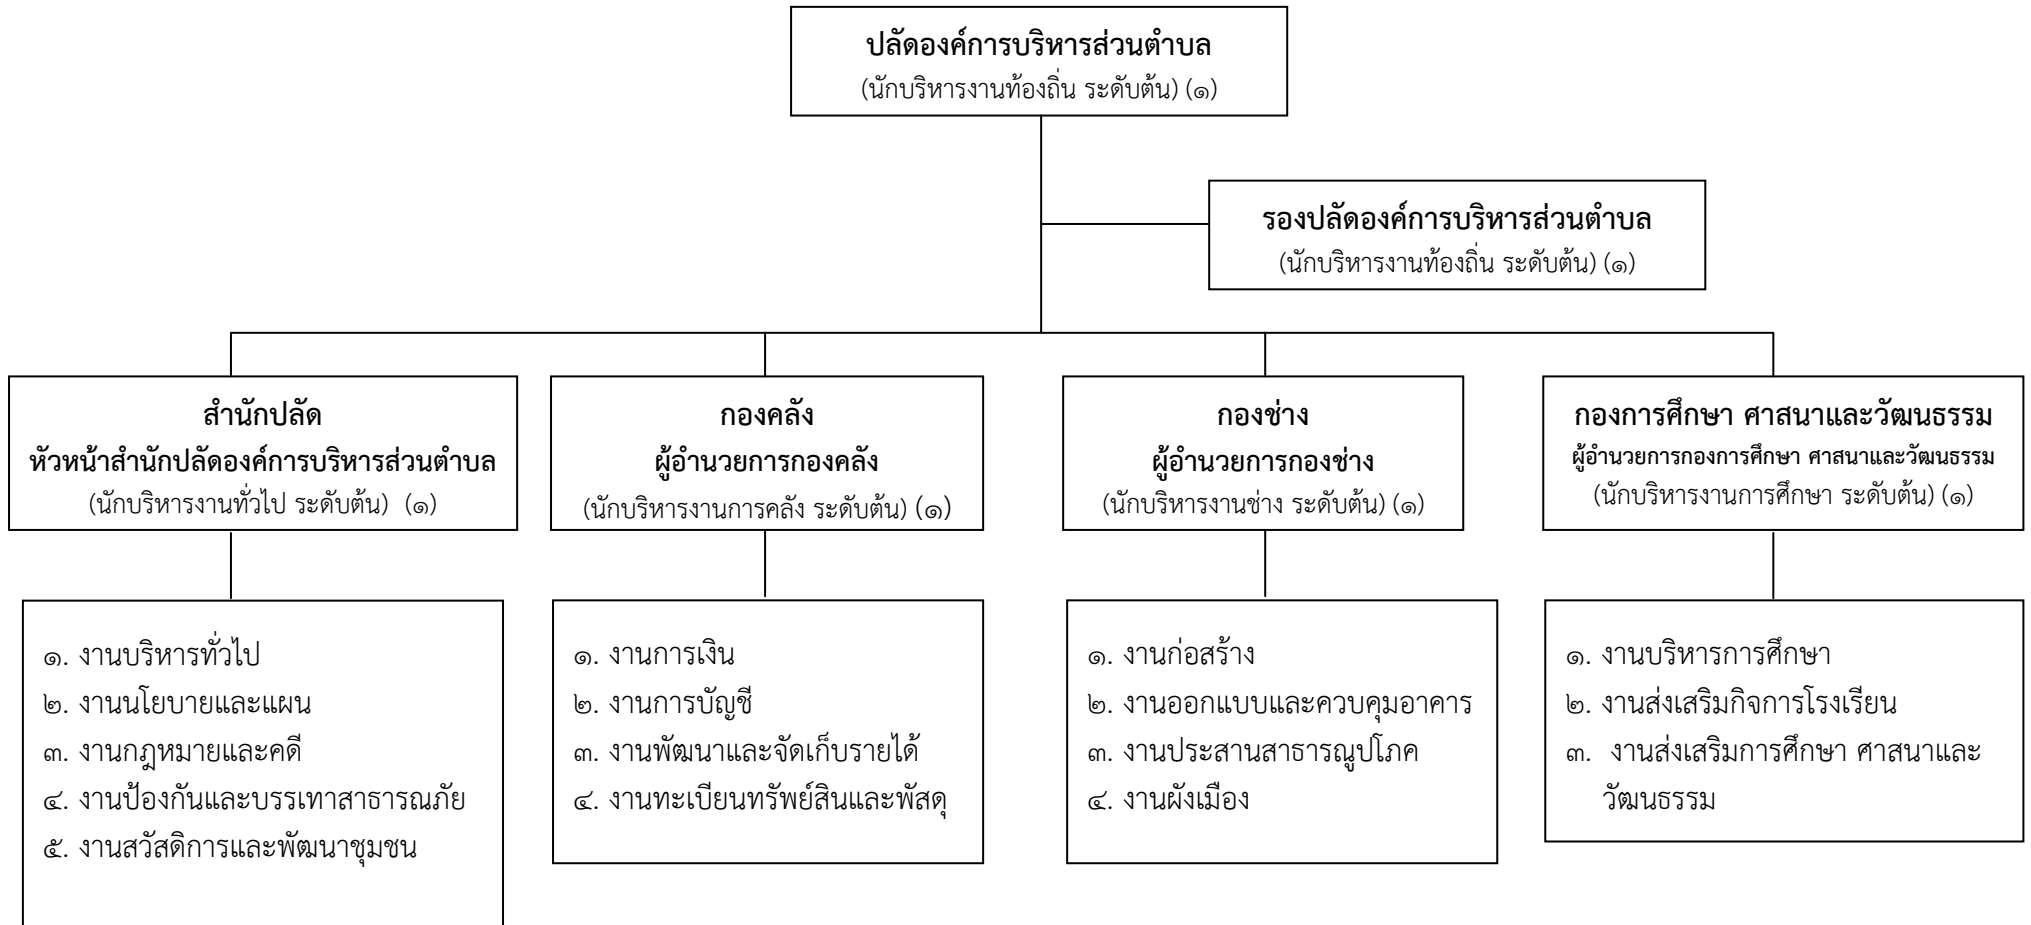 ปลัดองค์การบริหารส่วนตำบล
(นักบริหารงานท้องถิ่น ระดับต้น) (๑)
รองปลัดองค์การบริหารส่วนตำบล
(นักบริหารงานท้องถิ่น ระดับต้น) (๑)
สำนักปลัด
หัวหน้าสำนักปลัดองค์การบริหารส่วนตำบล
(นักบริหารงานทั่วไป ระดับต้น) (๑)
กองคลัง
ผู้อำนวยการกองคลัง
(นักบริหารงานการคลัง ระดับต้น) (๑)
กองช่าง
ผู้อำนวยการกองช่าง
(นักบริหารงานช่าง ระดับต้น) (๑)
กองการศึกษา ศาสนาและวัฒนธรรม
ผู้อำนวยการกองการศึกษา ศาสนาและวัฒนธรรม
(นักบริหารงานการศึกษา ระดับต้น) (๑)
๑. งานบริหารทั่วไป
๒. งานนโยบายและแผน
๓. งานกฎหมายและคดี
๔. งานป้องกันและบรรเทาสาธารณภัย
๕. งานสวัสดิการและพัฒนาชุมชน
๑. งานการเงิน
๒. งานการบัญชี
๓. งานพัฒนาและจัดเก็บรายได้
๔. งานทะเบียนทรัพย์สินและพัสดุ
๑. งานก่อสร้าง
๒. งานออกแบบและควบคุมอาคาร
๓. งานประสานสาธารณูปโภค
๔. งานผังเมือง
๑. งานบริหารการศึกษา
๒. งานส่งเสริมกิจการโรงเรียน
๓. งานส่งเสริมการศึกษา ศาสนาและ
วัฒนธรรม